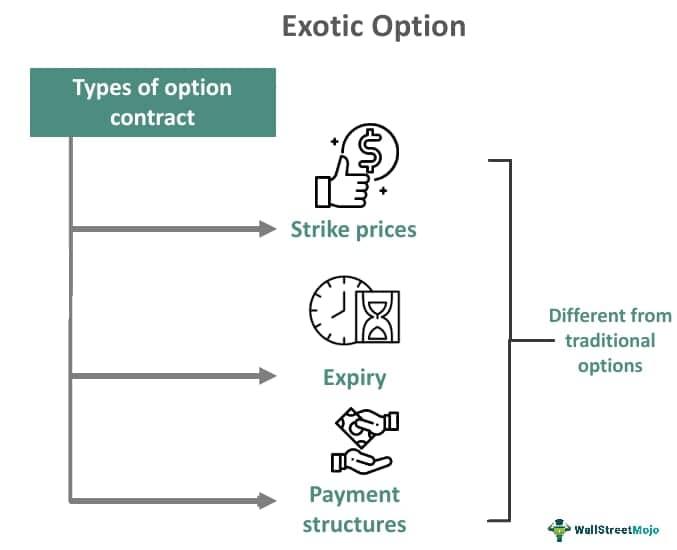 Exotic Option
Types of option
contract
Strike prices
Expiry
Payment
structures
Different from
traditional
options
WallStreetMojo